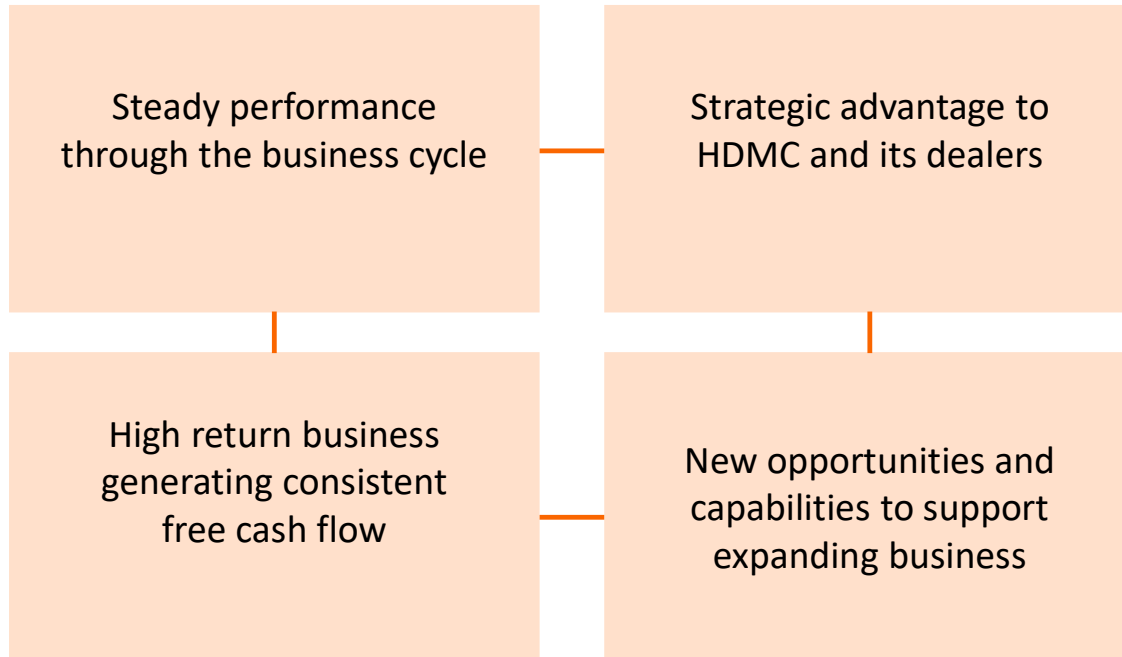 Steady performance
through the business cycle
Strategic advantage to
HDMC and its dealers
High return business
generating consistent
free cash flow
New opportunities and
capabilities to support
expanding business